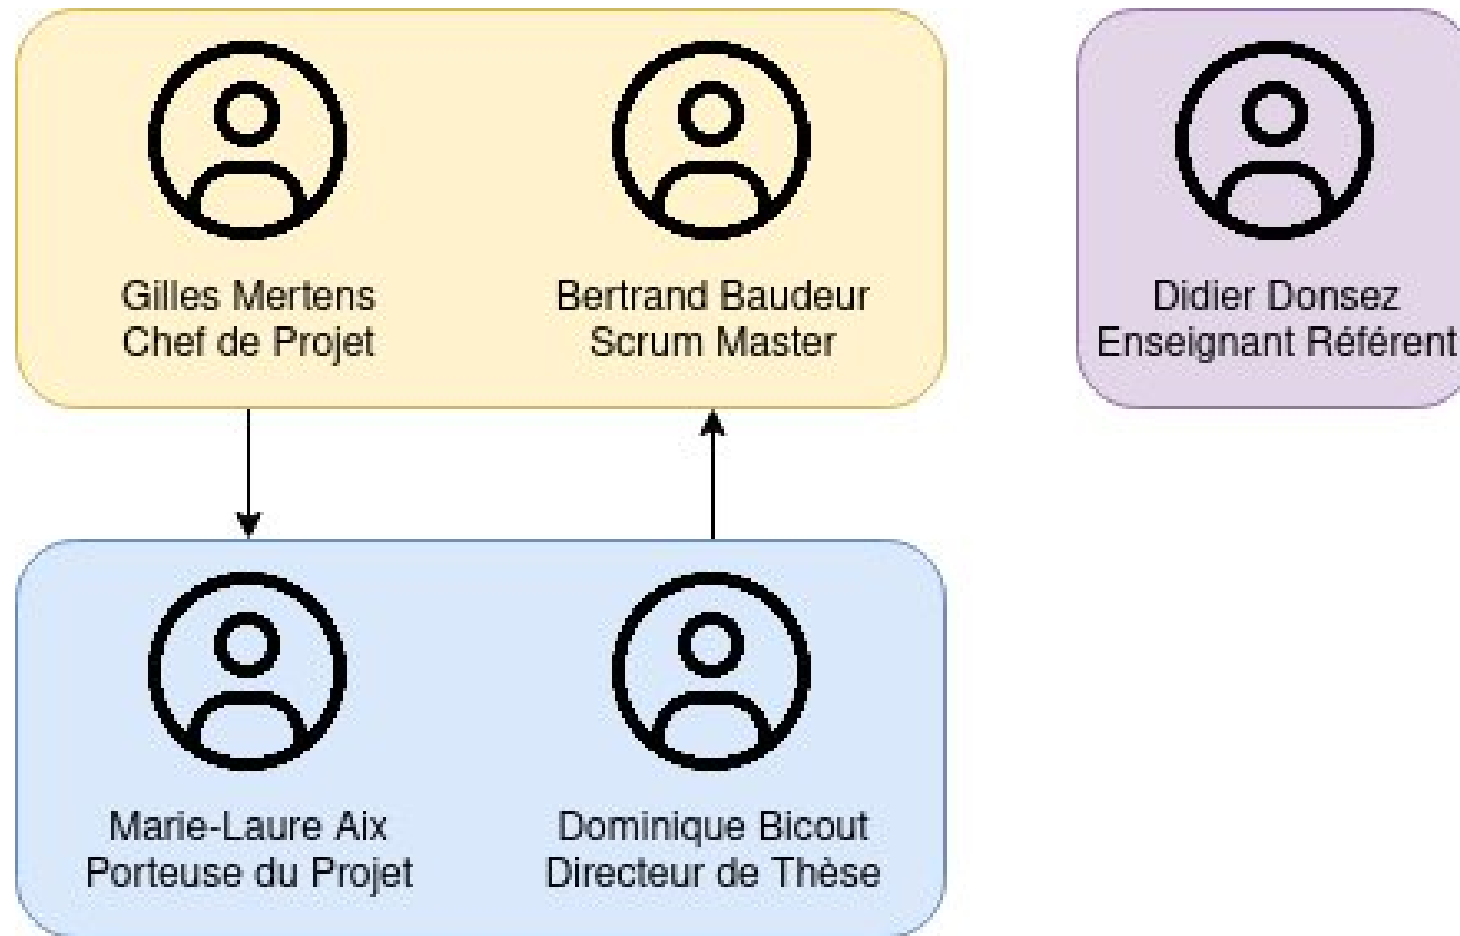 Gilles Mertens
Chef de Projet
Bertrand Baudeur
Scrum Master
Didier Donsez
Enseignant Référent
Marie-Laure Aix
Porteuse du Projet
Dominique Bicout
Directeur de Thèse